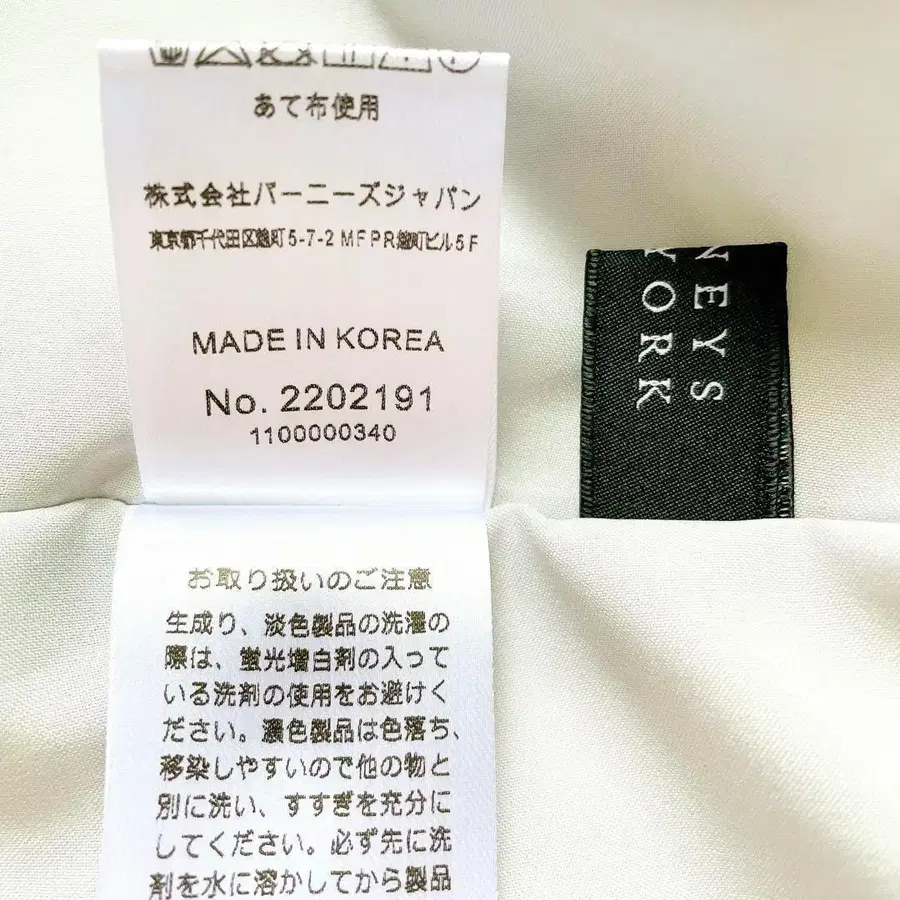 あて布使用
株式会社バーニーズジャパン
東京都千代田区麹町5-7-2 MFPR麹町ビル5F
MADE IN KOREA
No. 2202191
1100000340
NEYS
YORK
お取り扱いのご注意
生成り、淡色製品の洗濯の
際は、蛍光増白剤の入って
いる洗剤の使用をお避けく
ださい。濃色製品は色落ち、
移染しやすいので他の物と
別に洗い、すすぎを充分に
してください。必ず先に洗
剤を水に溶かしてから製品